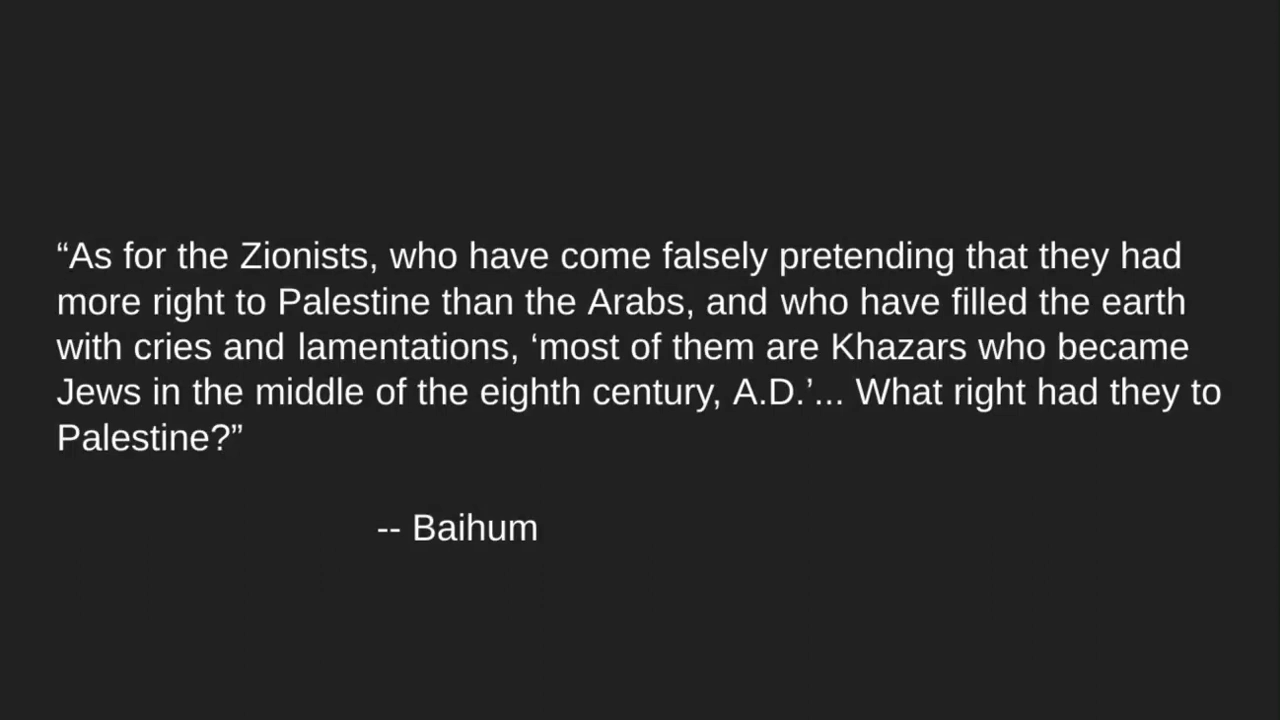 “As for the Zionists, who have come falsely pretending that they had
more right to Palestine than the Arabs, and who have filled the earth
with cries and lamentations, ‘most of them are Khazars who became
Jews in the middle of the eighth century, A.D.’... What right had they to
Palestine?”
-- Baihum